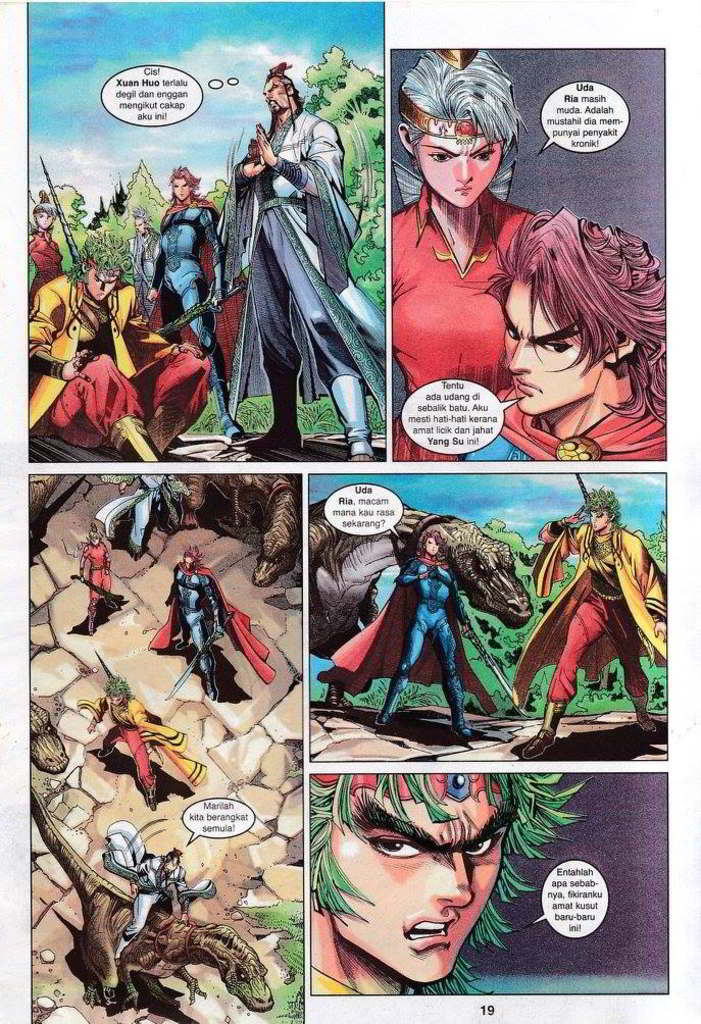 Cis!
Xuan Huo terlalu
degil dan enggan
mengikut cakap
aku ini!
Uda
Ria masih
muda. Adalah
mustahil dia mem-
punyai penyakit
kronik!
Tentu
ada udang di
sebalik batu. Aku
mesti hati-hati kerana
amat licik dan jahat
Yang Su ini!
Marilah
kita berangkat
semula!
Uda
Ria, macam
mana kau rasa
sekarang?
Entahlah
apa sebab-
nya, fikiranku
amat kusut
baru-baru
ini!
19